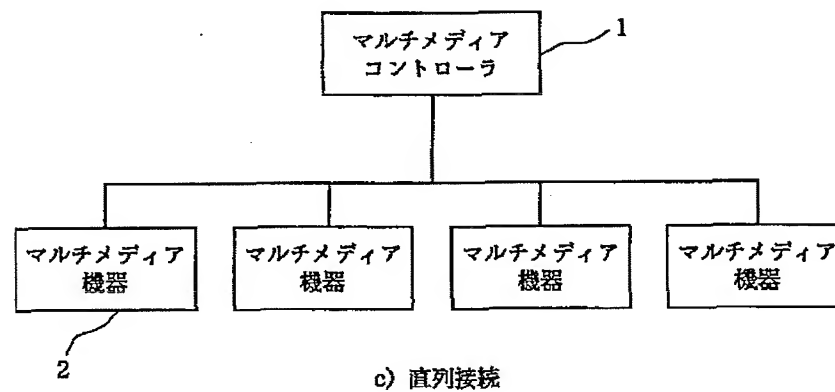 マルチメディア
コントローラ
1
マルチメディア
機器
マルチメディア
機器
マルチメディア
機器
マルチメディア
機器
2
c) 直列接続